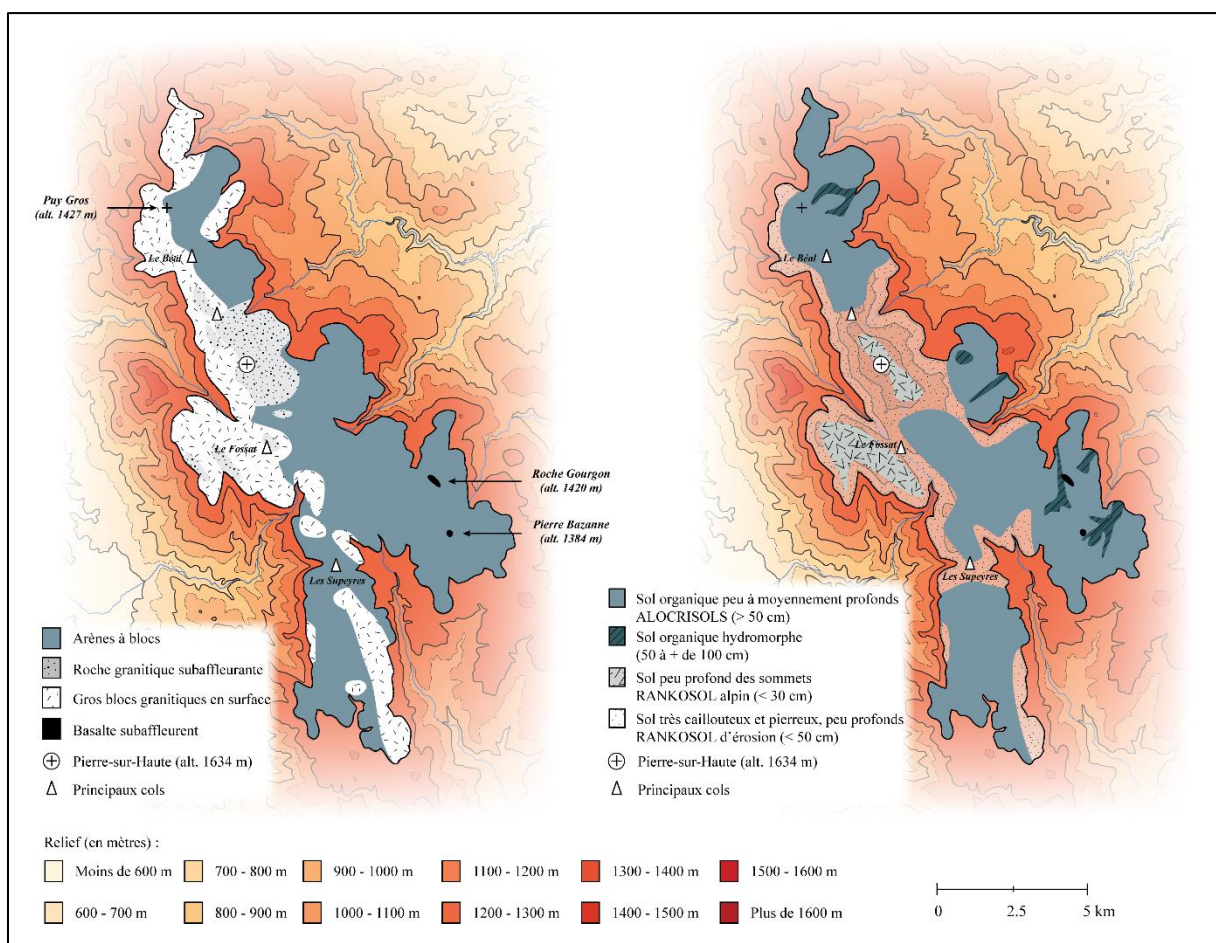 Puy Gros
(alt. 1427 m)
Le Béal
Le Fossat
Roche Gourgon
(alt. 1420 m)
Pierre Bazanne
(alt. 1384 m)
Les Supeyres
Arènes à blocs
Roche granitique subaffleurante
Gros blocs granitiques en surface
Basalte subaffleurent
Pierre-sur-Haute (alt. 1634 m)
Principaux cols
Le Béal
Le Fossat
Les Supeyres
Sol organique peu à moyennement profonds
ALOCRISOLS (> 50 cm)
Sol organique hydromorphe
(50 à + de 100 cm)
Sol peu profond des sommets
RANKOSOL alpin (< 30 cm)
Sol très caillouteux et pierreux, peu profonds
RANKOSOL d'érosion (< 50 cm)
Pierre-sur-Haute (alt. 1634 m)
Principaux cols
Relief (en mètres) :
Moins de 600 m
700 - 800 m
900 - 1000 m
1100 - 1200 m
1300 - 1400 m
1500 - 1600 m
600 - 700 m
800 - 900 m
1000 - 1100 m
1200 - 1300 m
1400 - 1500 m
Plus de 1600 m
0
2.5
5 km